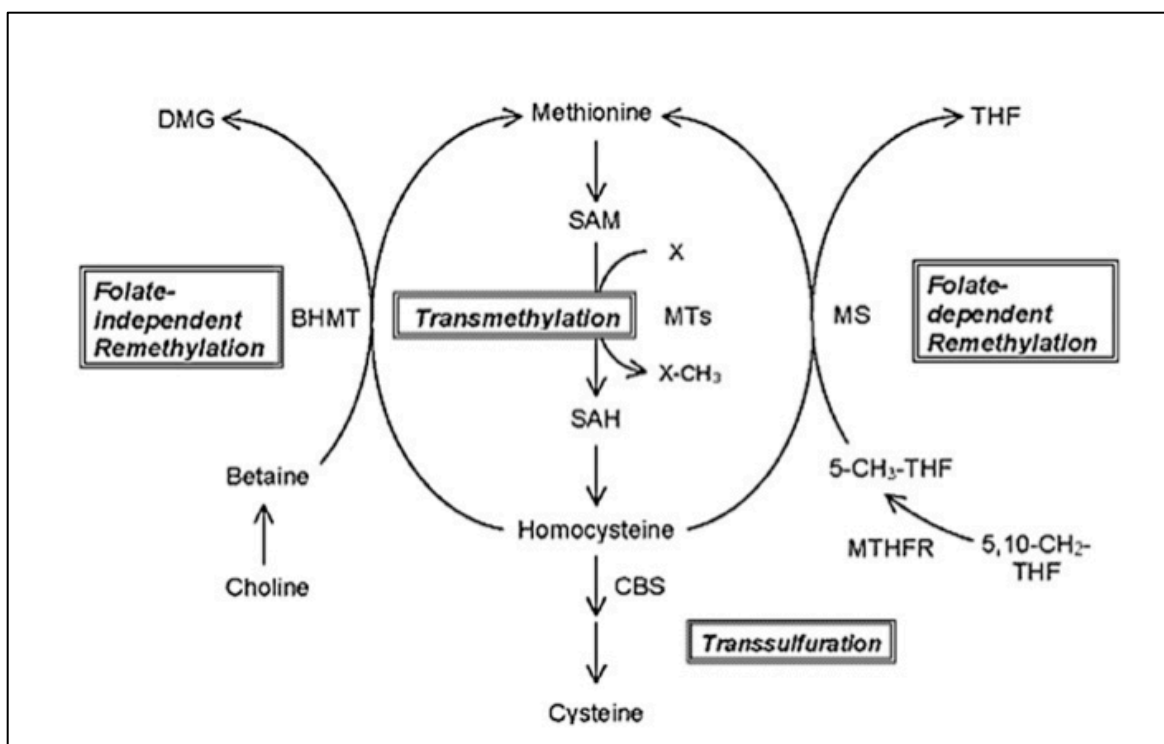 DMG
Methionine
THF
SAM
X
Folate-
independent
Remethylation
BHMT
Transmethylation
MTs
MS
Folate-
dependent
Remethylation
X-CH₃
SAH
Betaine
5-CH₃-THF
Homocysteine
MTHFR
5,10-CH₂-
THF
Choline
CBS
Transsulfuration
Cysteine